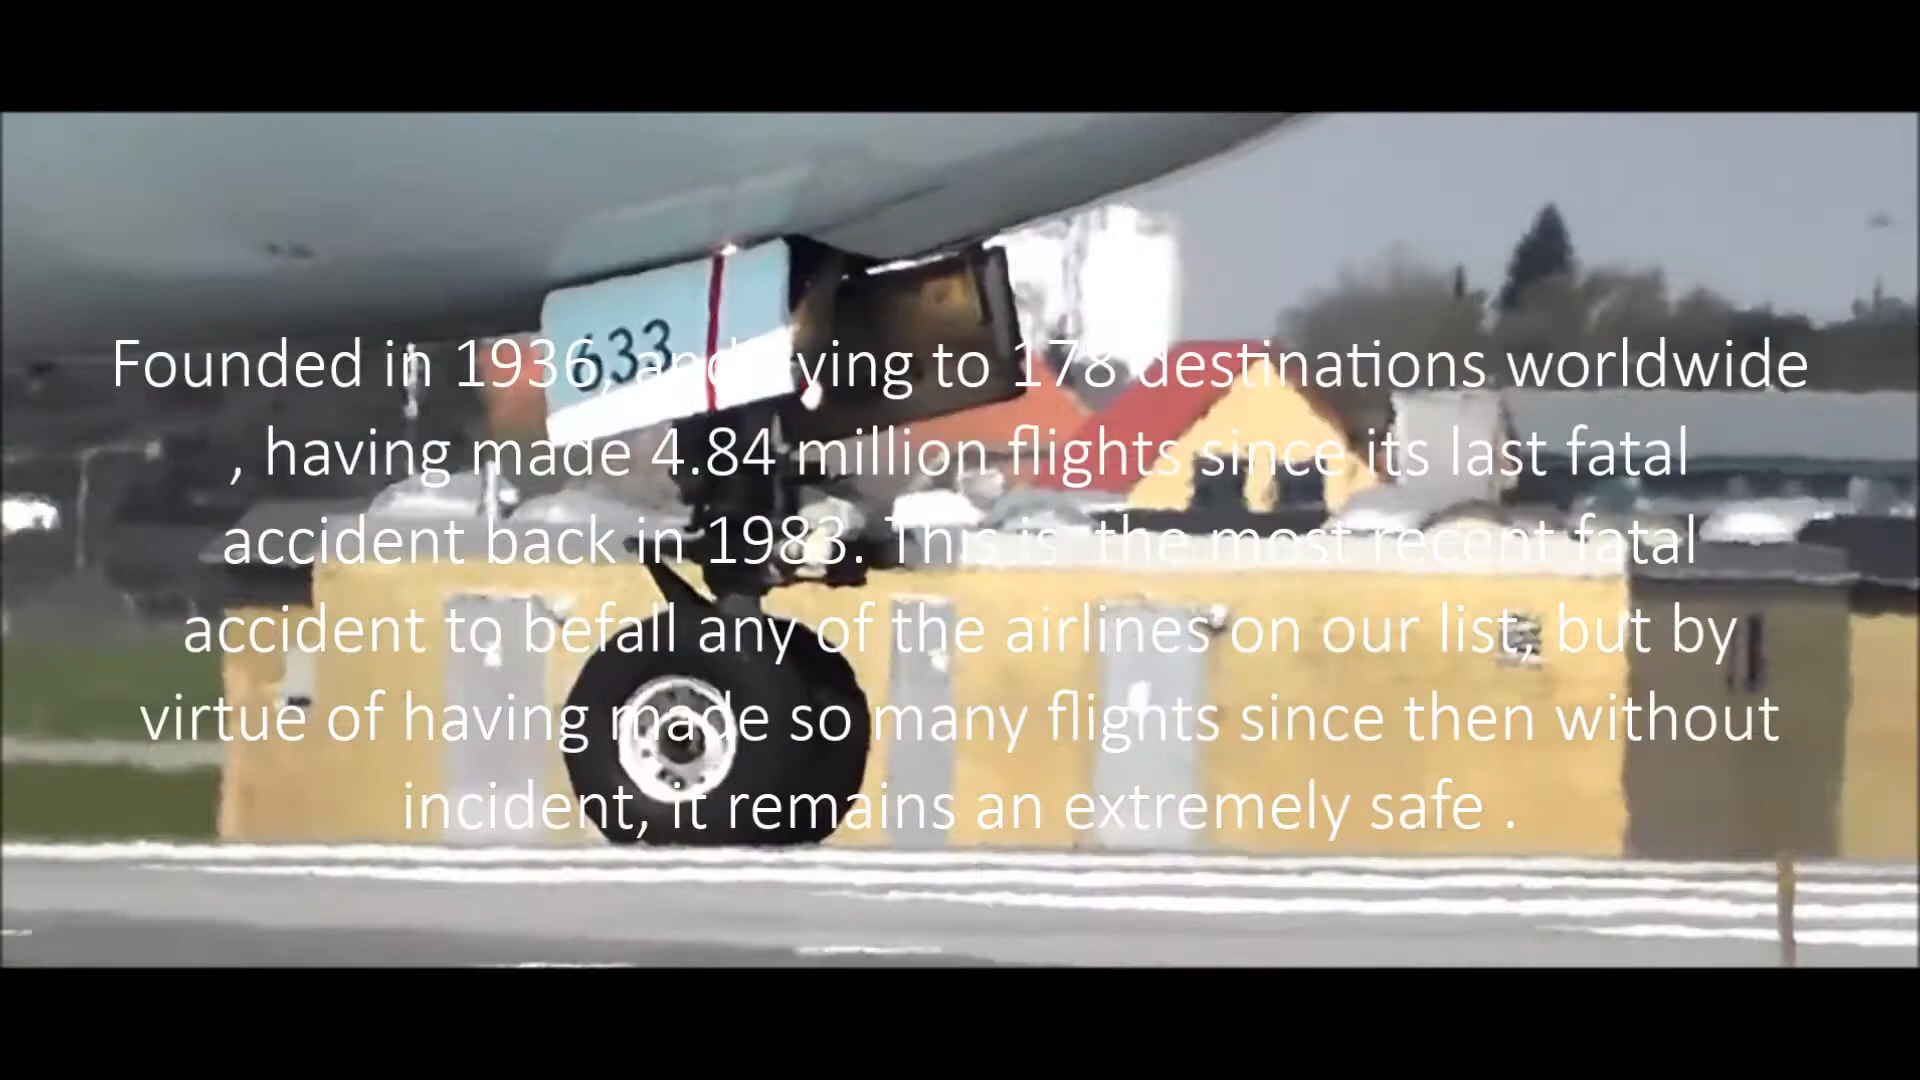 633
Founded in 1936, and flying to 178 destinations worldwide
, having made 4.84 million flights since its last fatal
accident back in 1983. This is the most recent fatal
accident to befall any of the airlines on our list, but by
virtue of having made so many flights since then without
incident, it remains an extremely safe .